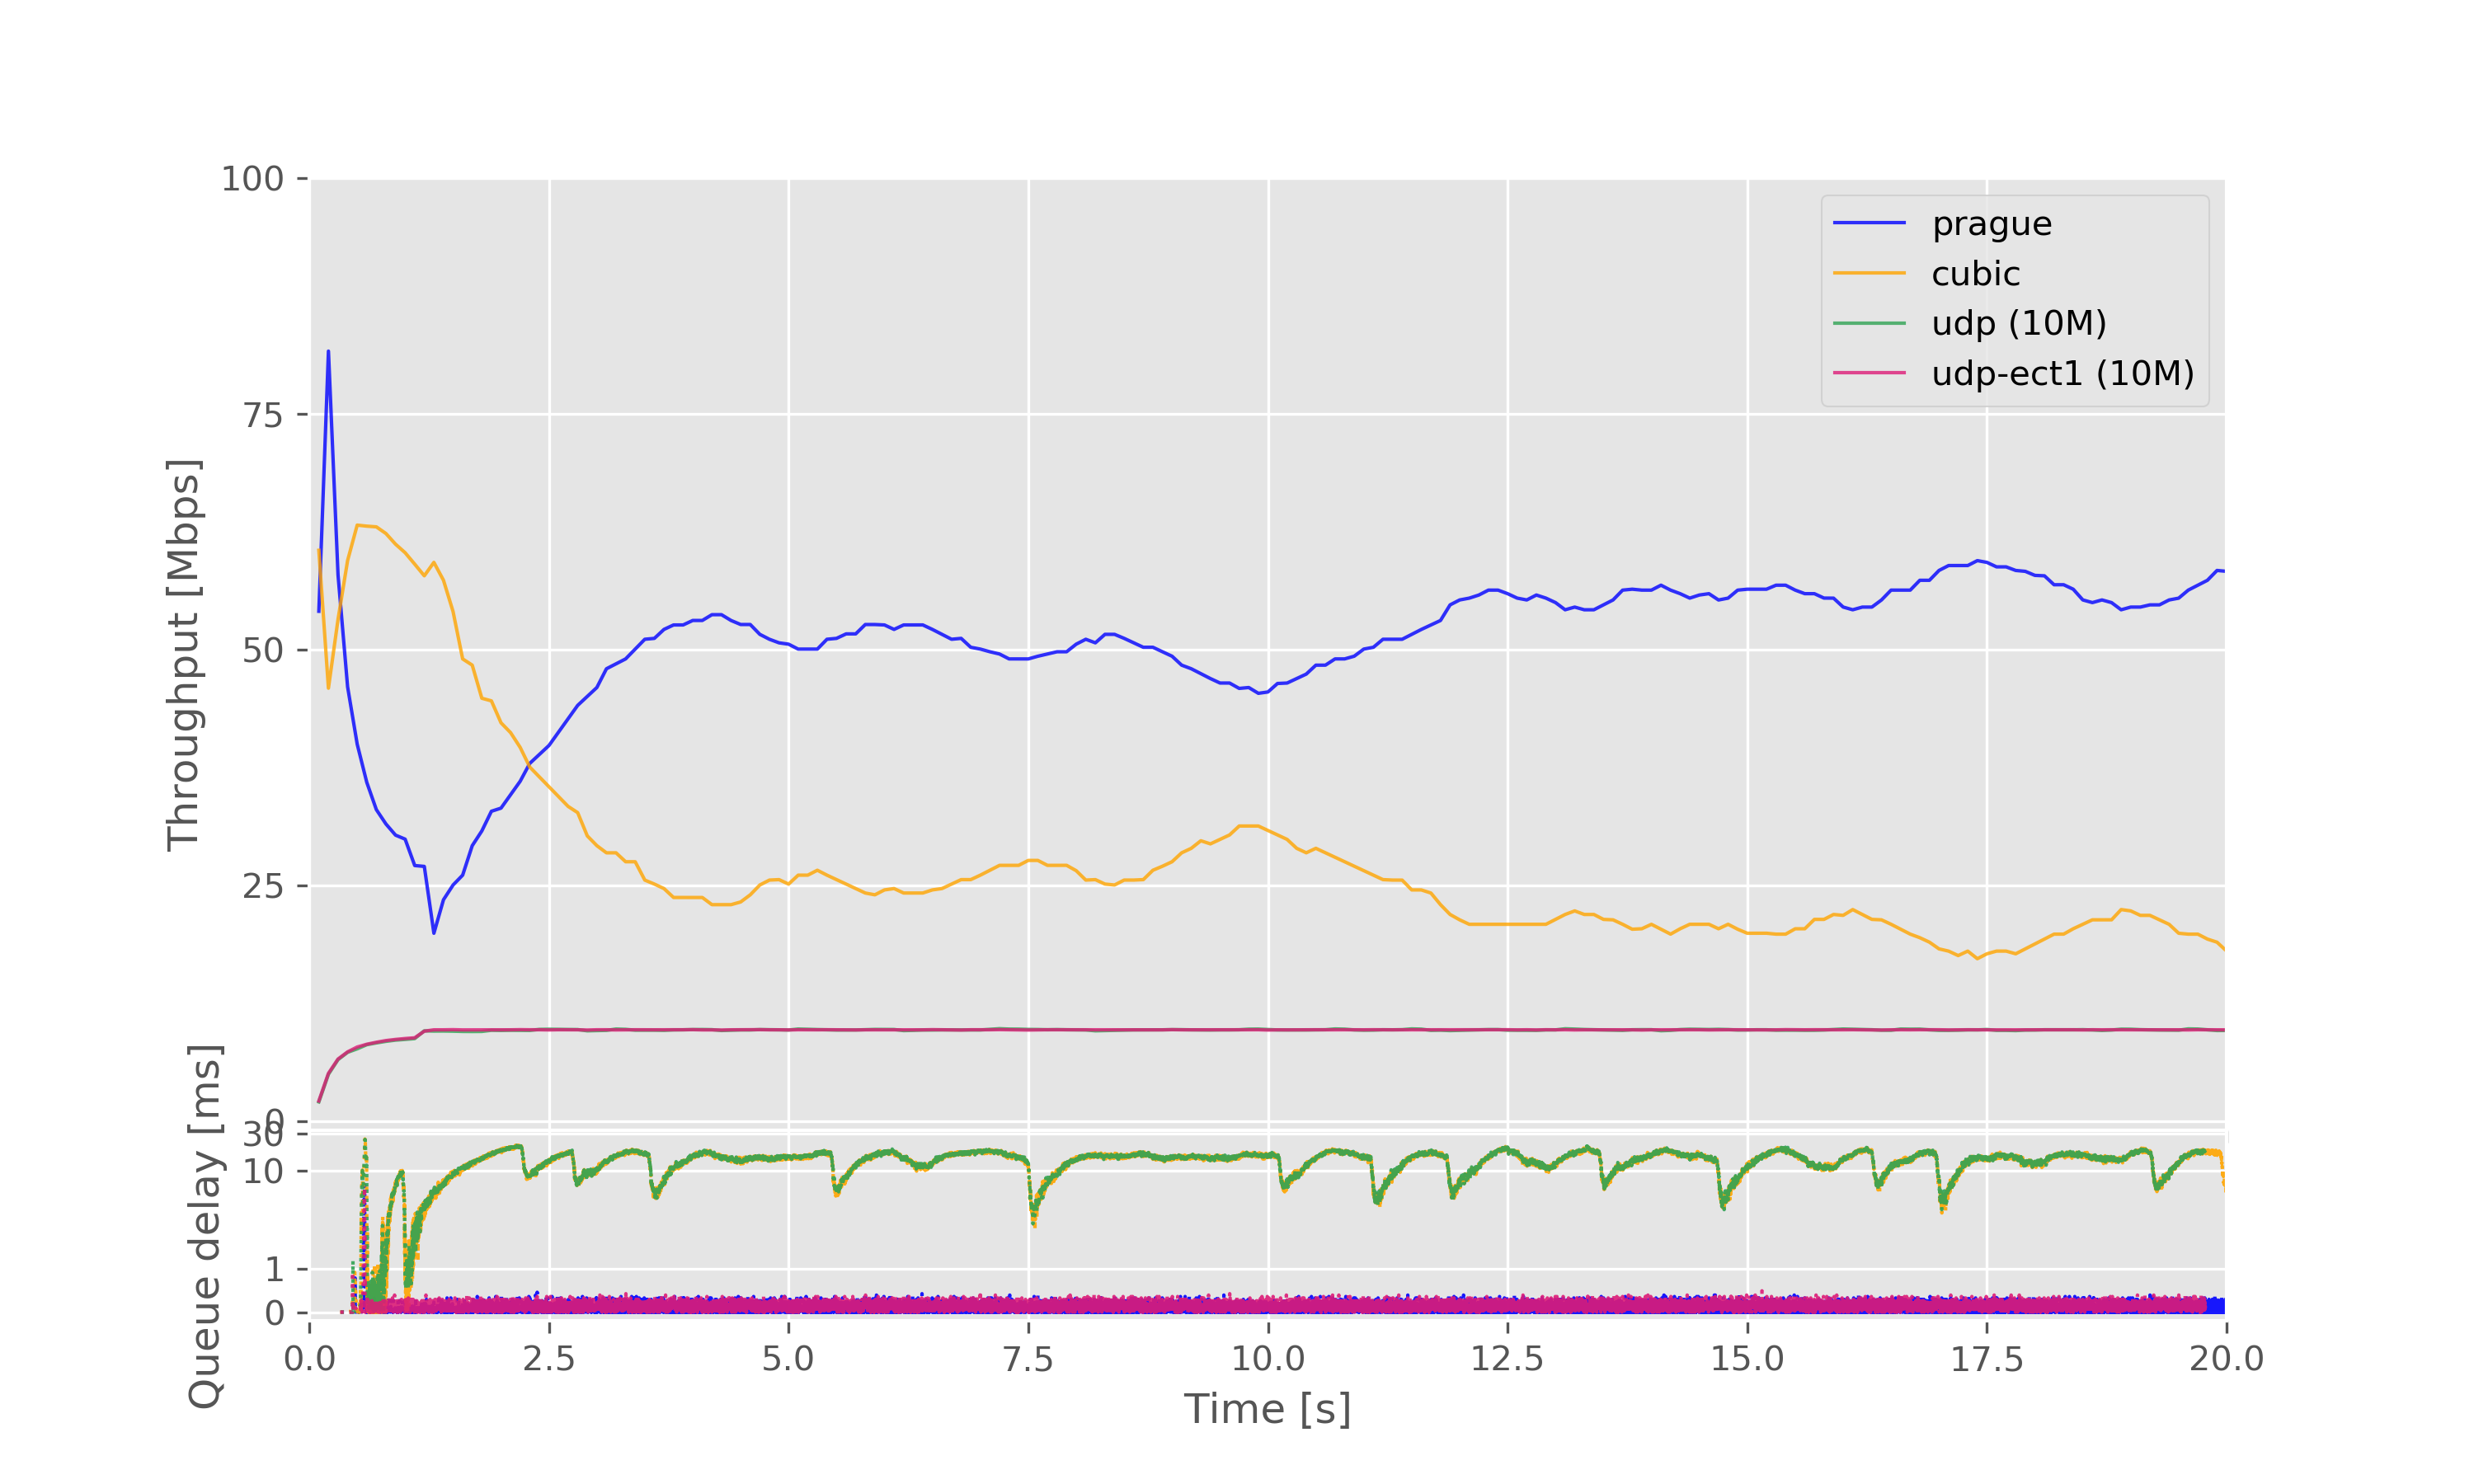 100
75
50
25
0
Throughput [Mbps]
prague
cubic
udp (10M)
udp-ect1 (10M)
30
10
1
0
Queue delay [ms]
0.0 2.5 5.0 7.5 10.0 12.5 15.0 17.5 20.0
Time [s]